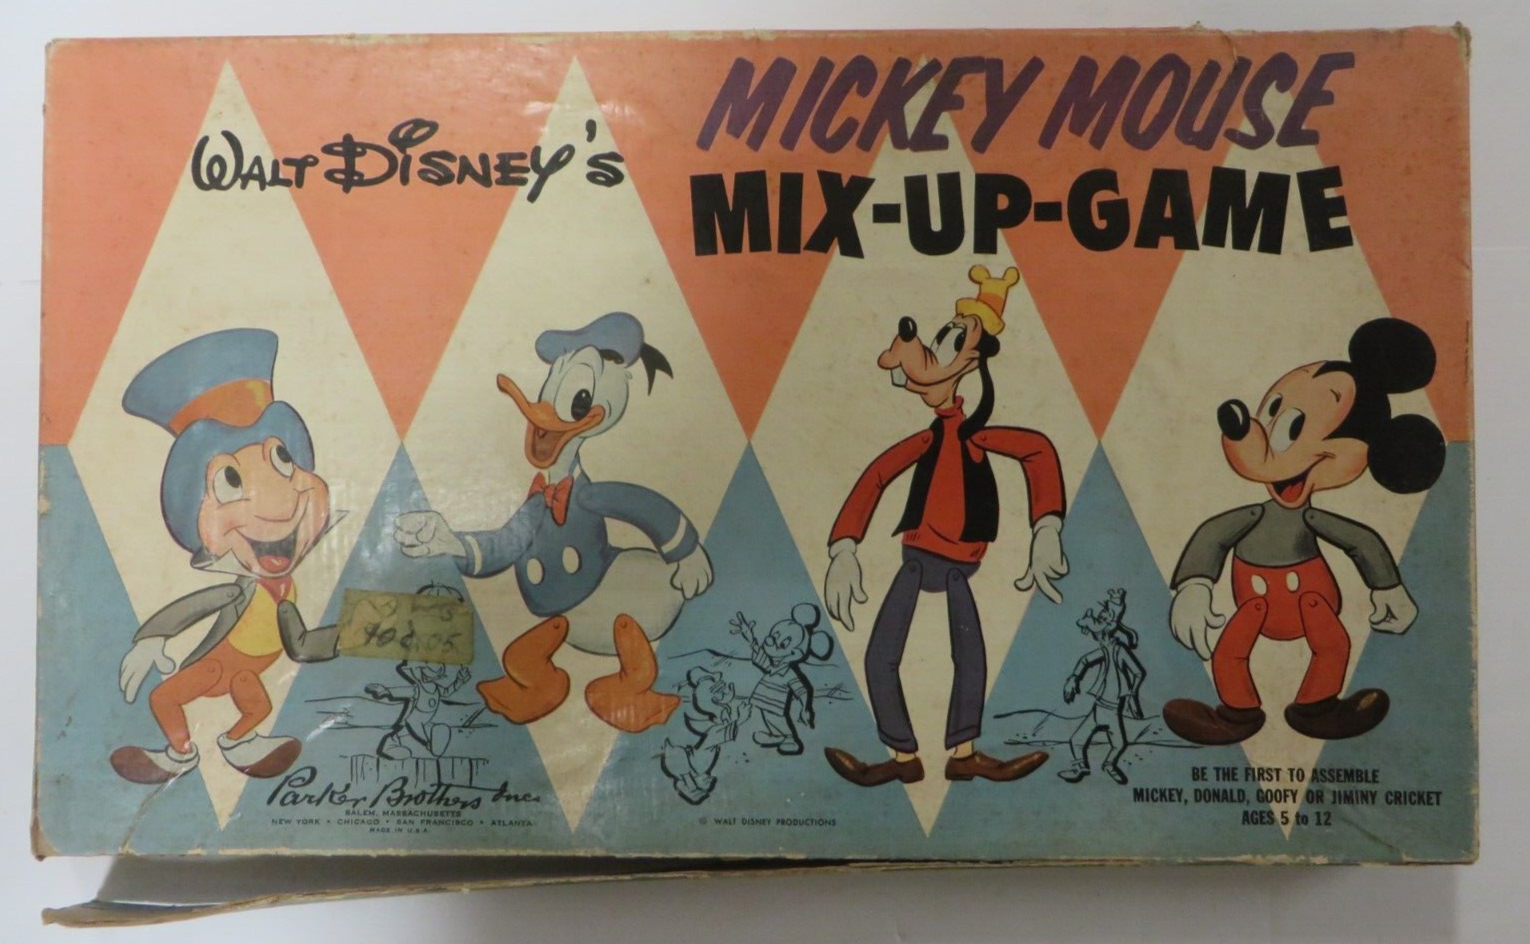 WALT DISNEY'S
MICKEY MOUSE
MIX-UP-GAME
Parker Brothers Inc.
SALEM, MASSACHUSETTS
NEW YORK • CHICAGO • SAN FRANCISCO • ATLANTA
MADE IN U.S.A.
© WALT DISNEY PRODUCTIONS
BE THE FIRST TO ASSEMBLE
MICKEY, DONALD, GOOFY OR JIMINY CRICKET
AGES 5 to 12